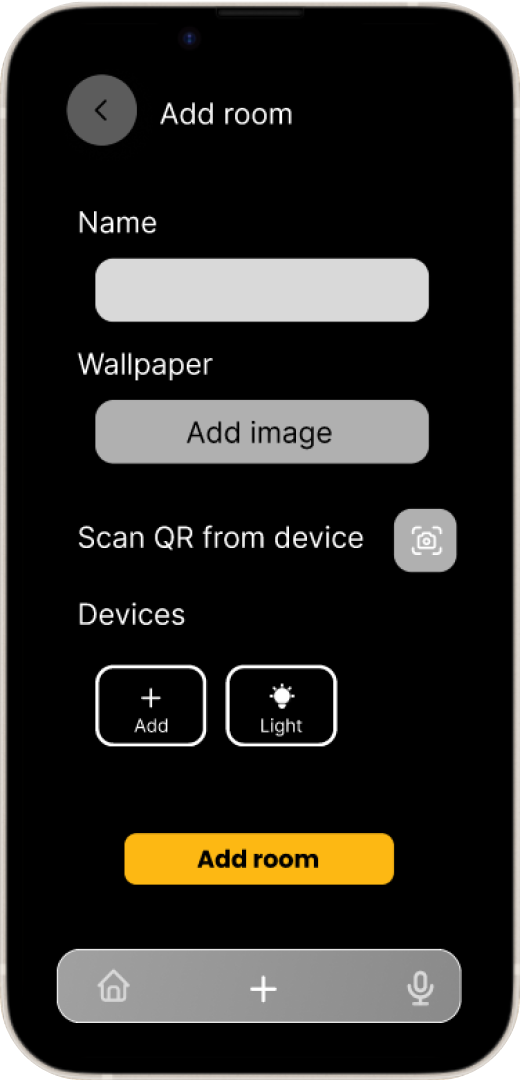 Add room
Name
Wallpaper
Add image
Scan QR from device
Devices
Add
Light
Add room